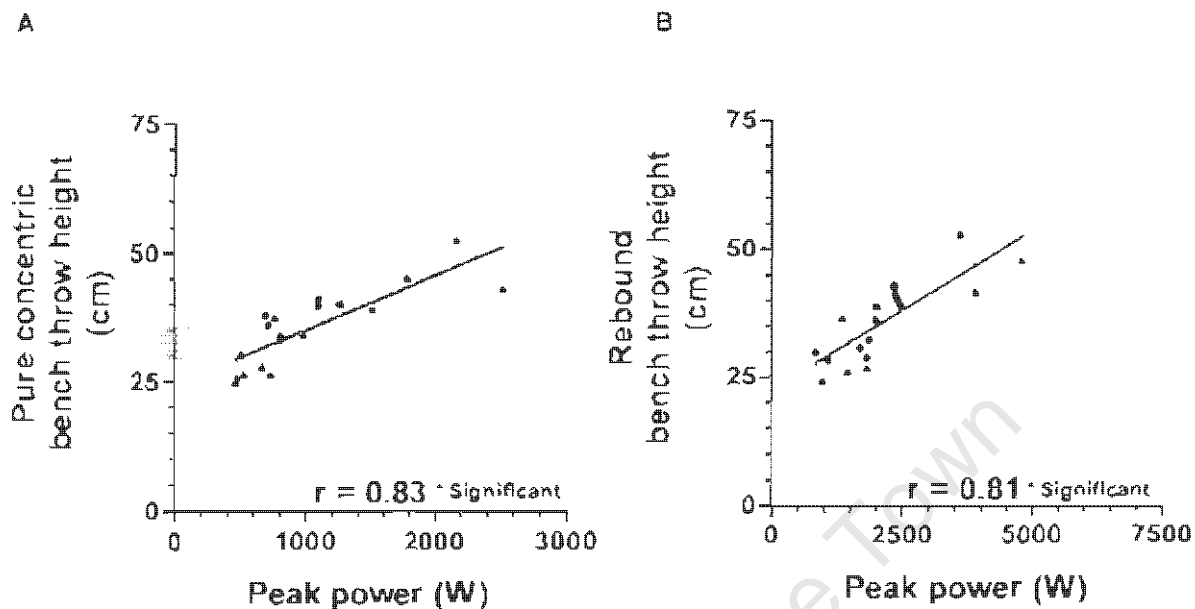 A
75
50
25
0
Pure concentric
bench throw height
(cm)
r = 0.83 * Significant
0 1000 2000 3000
Peak power (W)
B
75
50
25
0
Rebound
bench throw height
(cm)
r = 0.81 * Significant
0 2500 5000 7500
Peak power (W)
Town